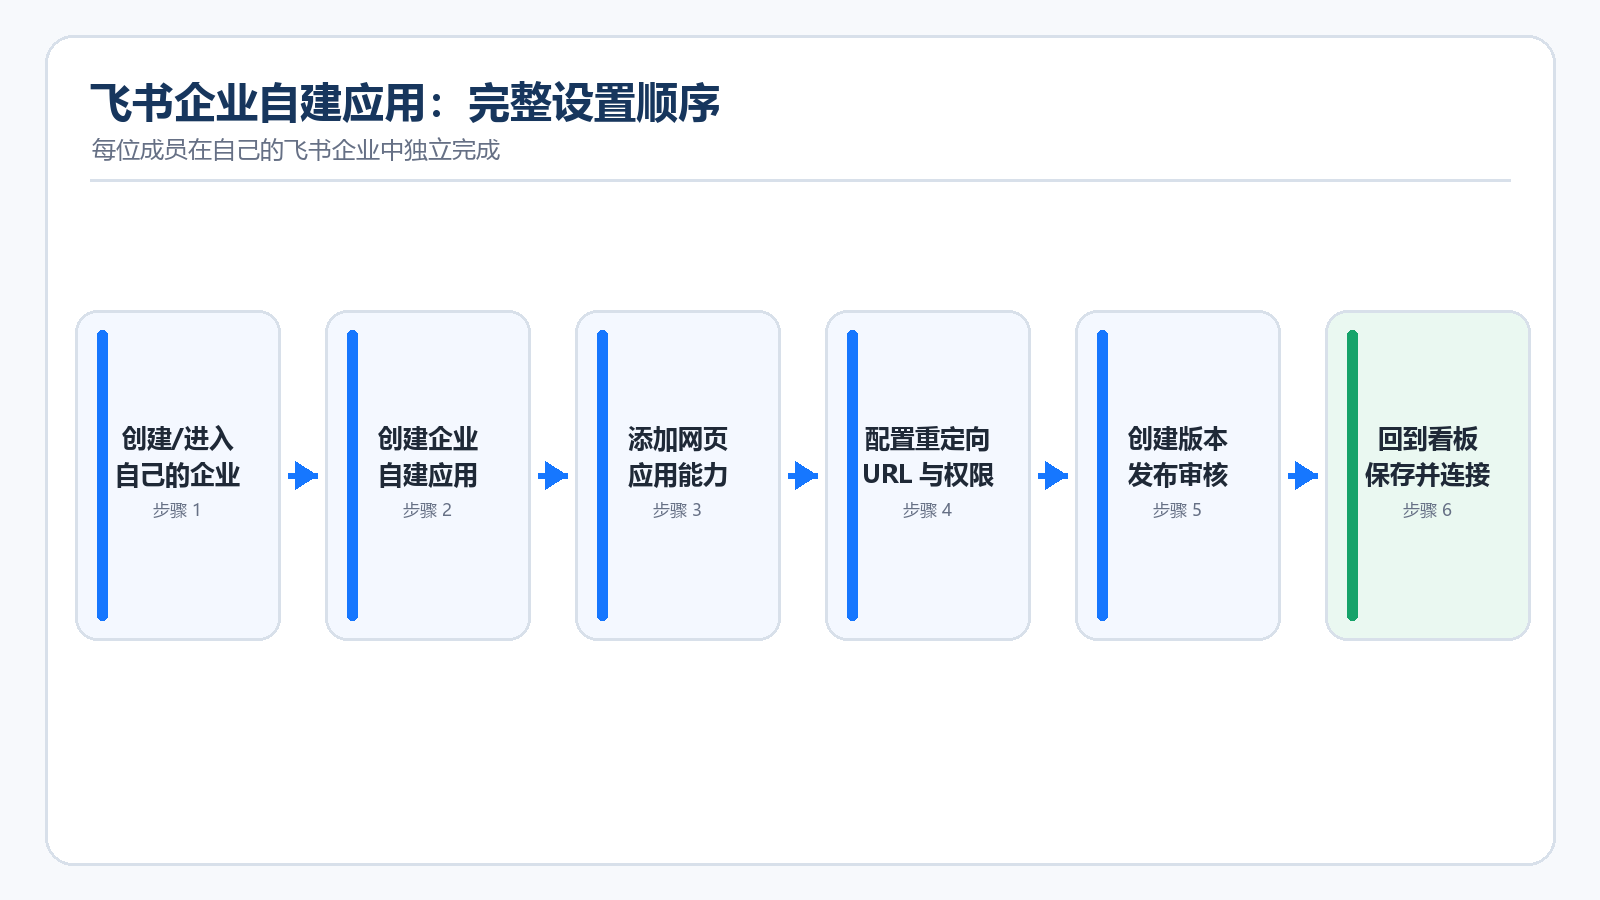 飞书企业自建应用：完整设置顺序
每位成员在自己的飞书企业中独立完成
创建/进入
自己的企业
步骤 1
创建企业
自建应用
步骤 2
添加网页
应用能力
步骤 3
配置重定向
URL 与权限
步骤 4
创建版本
发布审核
步骤 5
回到看板
保存并连接
步骤 6